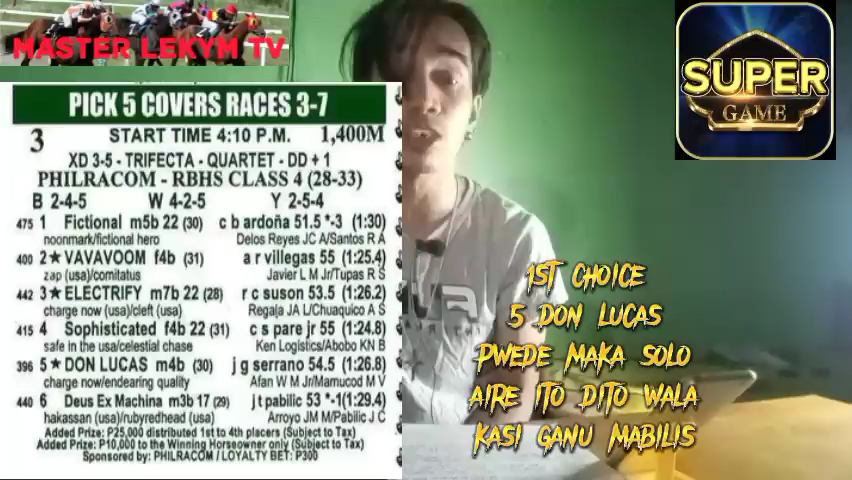 MASTER LEKYM TV
SUPER
GAME
PICK 5 COVERS RACES 3-7
3 START TIME 4:10 P.M. 1,400M
XD 3-5 - TRIFECTA - QUARTET - DD + 1
PHILRACOM - RBHS CLASS 4 (28-33)
B 2-4-5 W 4-2-5 Y 2-5-4
475 1 Fictional m5b 22 (30) c b ardoña 51.5 *-3 (1:30)
noonmark/fictional hero Delos Reyes JC A/Santos R A
400 2★VAVAVOOM f4b (31) a r villegas 55 (1:25.4)
zap (usa)/comitatus Javier L M Jr/Tupas R S
442 3★ELECTRIFY m7b 22 (28) r c suson 53.5 (1:26.2)
charge now (usa)/cleft (usa) Regaja JA L/Chuaquico A S
415 4 Sophisticated f4b 22 (31) c s pare jr 55 (1:24.8)
safe in the usa/celestial chase Ken Logistics/Abobo KN B
396 5★DON LUCAS m4b (30) j g serrano 54.5 (1:26.8)
charge now/endearing quality Afan W M Jr/Mamucod M V
440 6 Deus Ex Machina m3b 17 (29) j t pabilic 53 *-1(1:29.4)
hakassan (usa)/rubyredhead (usa) Arroyo JM M/Pabilic J C
Added Prize: P25,000 distributed 1st to 4th placers (Subject to Tax)
Added Prize: P10,000 to the Winning Horseowner only (Subject to Tax)
Sponsored by: PHILRACOM / LOYALTY BET: P300
1ST CHOICE
5 DON LUCAS
PWEDE MAKA SOLO
AIRE ITO DITO WALA
KASI GANU MABILIS